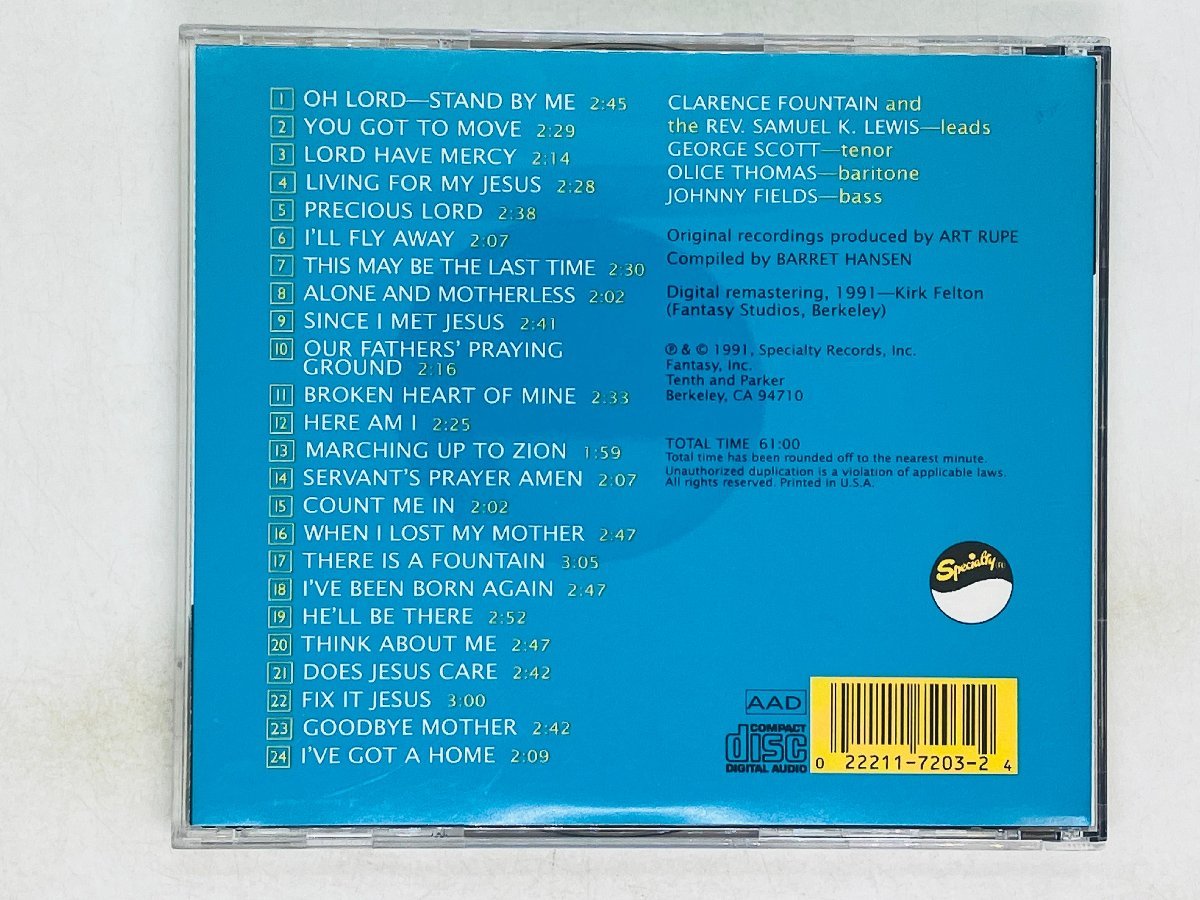 1 OH LORD—STAND BY ME 2:45
2 YOU GOT TO MOVE 2:29
3 LORD HAVE MERCY 2:14
4 LIVING FOR MY JESUS 2:28
5 PRECIOUS LORD 2:38
6 I'LL FLY AWAY 2:07
7 THIS MAY BE THE LAST TIME 2:30
8 ALONE AND MOTHERLESS 2:02
9 SINCE I MET JESUS 2:41
10 OUR FATHERS' PRAYING
GROUND 2:16
11 BROKEN HEART OF MINE 2:33
12 HERE AM I 2:25
13 MARCHING UP TO ZION 1:59
14 SERVANT'S PRAYER AMEN 2:07
15 COUNT ME IN 2:02
16 WHEN I LOST MY MOTHER 2:47
17 THERE IS A FOUNTAIN 3:05
18 I'VE BEEN BORN AGAIN 2:47
19 HE'LL BE THERE 2:52
20 THINK ABOUT ME 2:47
21 DOES JESUS CARE 2:42
22 FIX IT JESUS 3:00
23 GOODBYE MOTHER 2:42
24 I'VE GOT A HOME 2:09
CLARENCE FOUNTAIN and
the REV. SAMUEL K. LEWIS—leads
GEORGE SCOTT—tenor
OLICE THOMAS—baritone
JOHNNY FIELDS—bass
Original recordings produced by ART RUPE
Compiled by BARRET HANSEN
Digital remastering, 1991—Kirk Felton
(Fantasy Studios, Berkeley)
℗ & © 1991, Specialty Records, Inc.
Fantasy, Inc.
Tenth and Parker
Berkeley, CA 94710
TOTAL TIME 61:00
Total time has been rounded off to the nearest minute.
Unauthorized duplication is a violation of applicable laws.
All rights reserved. Printed in U.S.A.
Specialty
AAD
COMPACT
disc
DIGITAL AUDIO
0 22211-7203-2 4